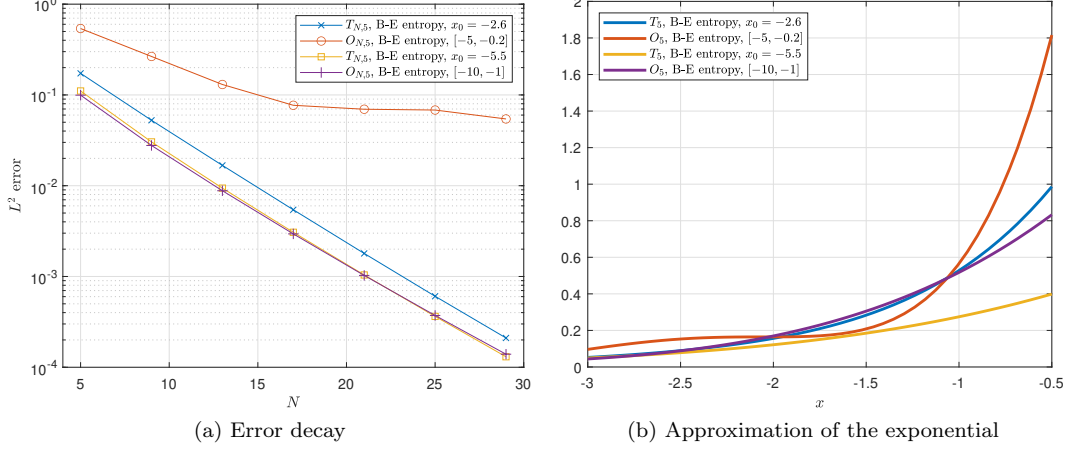 T_{N,5}, B-E entropy, x_0 = −2.6
O_{N,5}, B-E entropy, [−5, −0.2]
T_{N,5}, B-E entropy, x_0 = −5.5
O_{N,5}, B-E entropy, [−10, −1]
10^0
10^{-1}
10^{-2}
10^{-3}
10^{-4}
L^2 error
5 10 15 20 25 30
N
(a) Error decay
T_5, B-E entropy, x_0 = −2.6
O_5, B-E entropy, [−5, −0.2]
T_5, B-E entropy, x_0 = −5.5
O_5, B-E entropy, [−10, −1]
2
1.8
1.6
1.4
1.2
1
0.8
0.6
0.4
0.2
0
-3 -2.5 -2 -1.5 -1 -0.5
x
(b) Approximation of the exponential